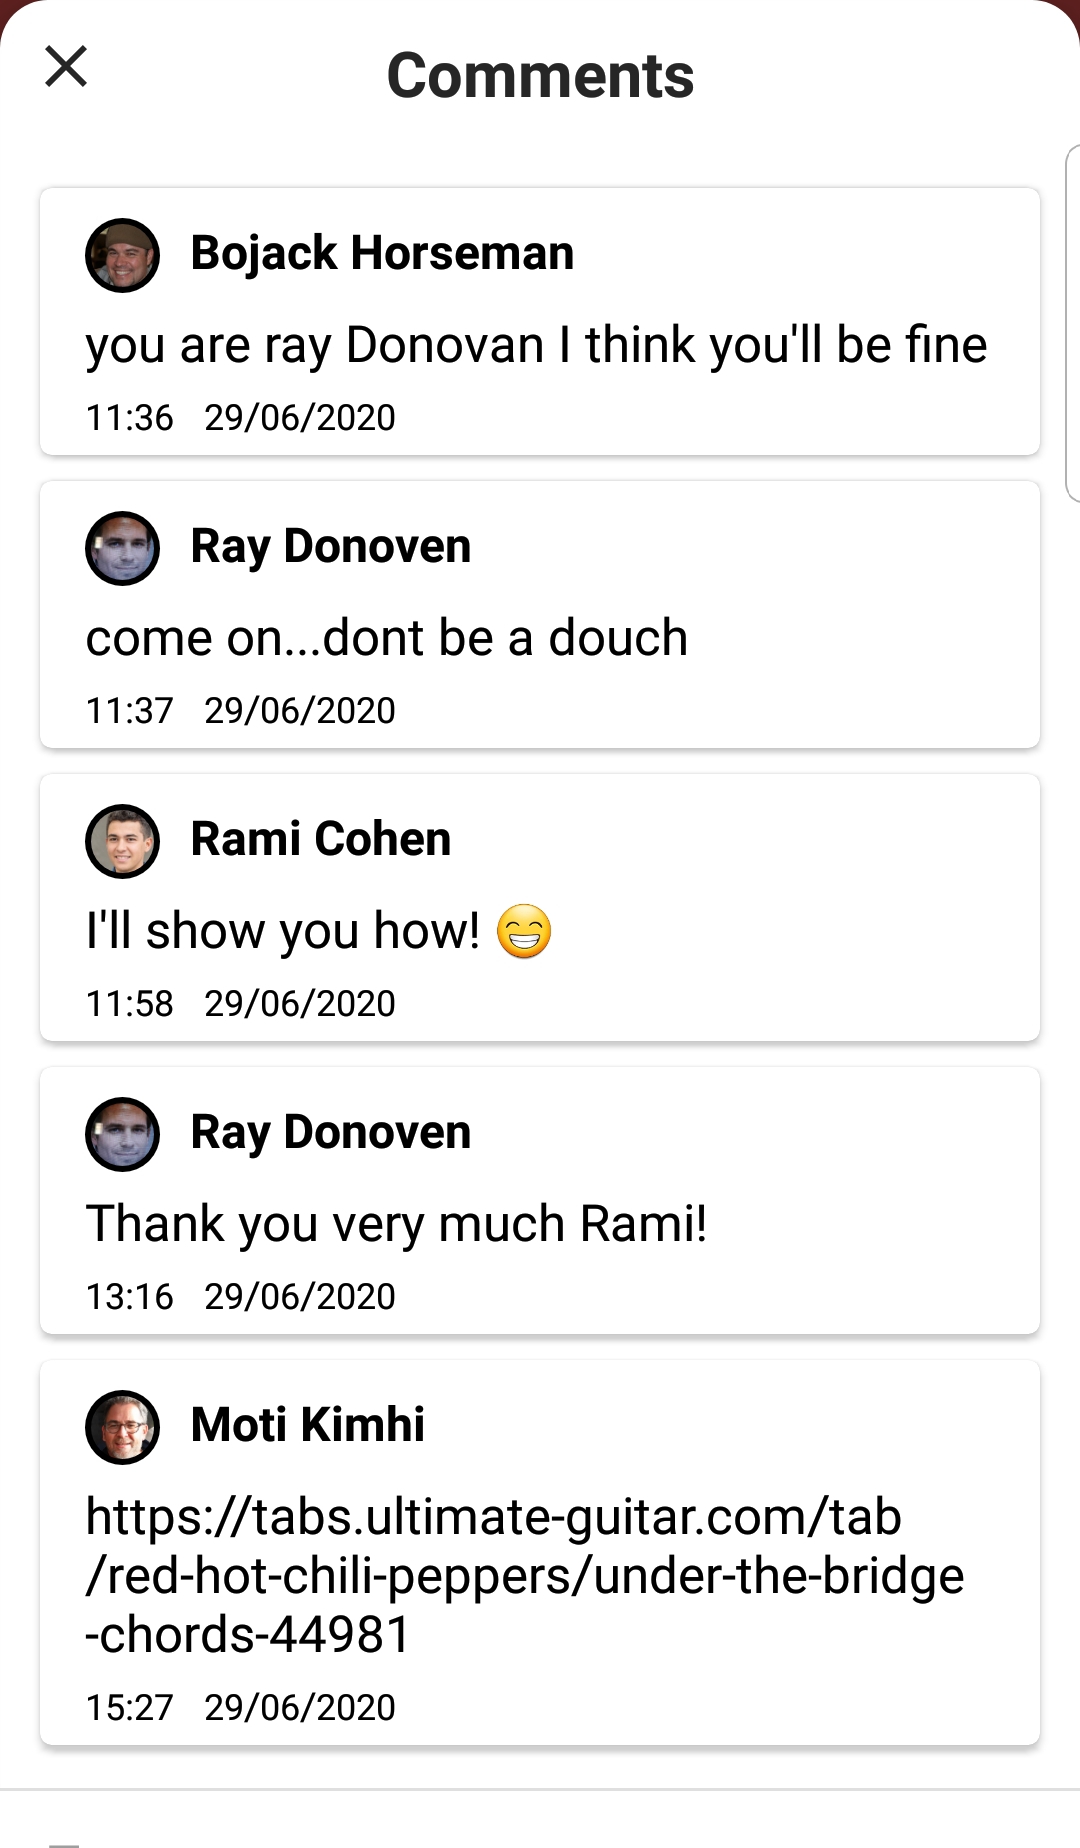 Comments
Bojack Horseman
you are ray Donovan I think you'll be fine
11:36 29/06/2020
Ray Donoven
come on...dont be a douch
11:37 29/06/2020
Rami Cohen
I'll show you how! 😁
11:58 29/06/2020
Ray Donoven
Thank you very much Rami!
13:16 29/06/2020
Moti Kimhi
https://tabs.ultimate-guitar.com/tab
/red-hot-chili-peppers/under-the-bridge
-chords-44981
15:27 29/06/2020